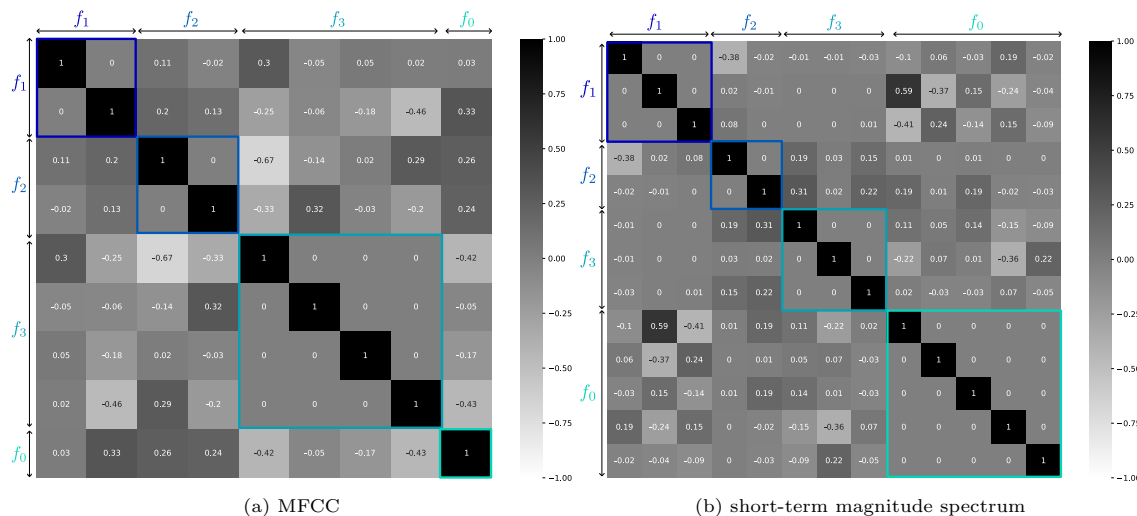 f₁ f₂ f₃ f₀
f₁
1 0 0.11 -0.02 0.3 -0.05 0.05 0.02 0.03
0 1 0.2 0.13 -0.25 -0.06 -0.18 -0.46 0.33
f₂
0.11 0.2 1 0 -0.67 -0.14 0.02 0.29 0.26
-0.02 0.13 0 1 -0.33 0.32 -0.03 -0.2 0.24
f₃
0.3 -0.25 -0.67 -0.33 1 0 0 0 -0.42
-0.05 -0.06 -0.14 0.32 0 1 0 0 -0.05
0.05 -0.18 0.02 -0.03 0 0 1 0 -0.17
0.02 -0.46 0.29 -0.2 0 0 0 1 -0.43
f₀
0.03 0.33 0.26 0.24 -0.42 -0.05 -0.17 -0.43 1
1.00
0.75
0.50
0.25
0.00
−0.25
−0.50
−0.75
−1.00
(a) MFCC
f₁ f₂ f₃ f₀
f₁
1 0 0 -0.38 -0.02 -0.01 -0.01 -0.03 -0.1 0.06 -0.03 0.19 -0.02
0 1 0 0.02 -0.01 0 0 0 0.59 -0.37 0.15 -0.24 -0.04
0 0 1 0.08 0 0 0 0.01 -0.41 0.24 -0.14 0.15 -0.09
f₂
-0.38 0.02 0.08 1 0 0.19 0.03 0.15 0.01 0 0.01 0 0
-0.02 -0.01 0 0 1 0.31 0.02 0.22 0.19 0.01 0.19 -0.02 -0.03
f₃
-0.01 0 0 0.19 0.31 1 0 0 0.11 0.05 0.14 -0.15 -0.09
-0.01 0 0 0.03 0.02 0 1 0 -0.22 0.07 0.01 -0.36 0.22
-0.03 0 0.01 0.15 0.22 0 0 1 0.02 -0.03 -0.03 0.07 -0.05
f₀
-0.1 0.59 -0.41 0.01 0.19 0.11 -0.22 0.02 1 0 0 0 0
0.06 -0.37 0.24 0 0.01 0.05 0.07 -0.03 0 1 0 0 0
-0.03 0.15 -0.14 0.01 0.19 0.14 0.01 -0.03 0 0 1 0 0
0.19 -0.24 0.15 0 -0.02 -0.15 -0.36 0.07 0 0 0 1 0
-0.02 -0.04 -0.09 0 -0.03 -0.09 0.22 -0.05 0 0 0 0 1
1.00
0.75
0.50
0.25
0.00
−0.25
−0.50
−0.75
−1.00
(b) short-term magnitude spectrum